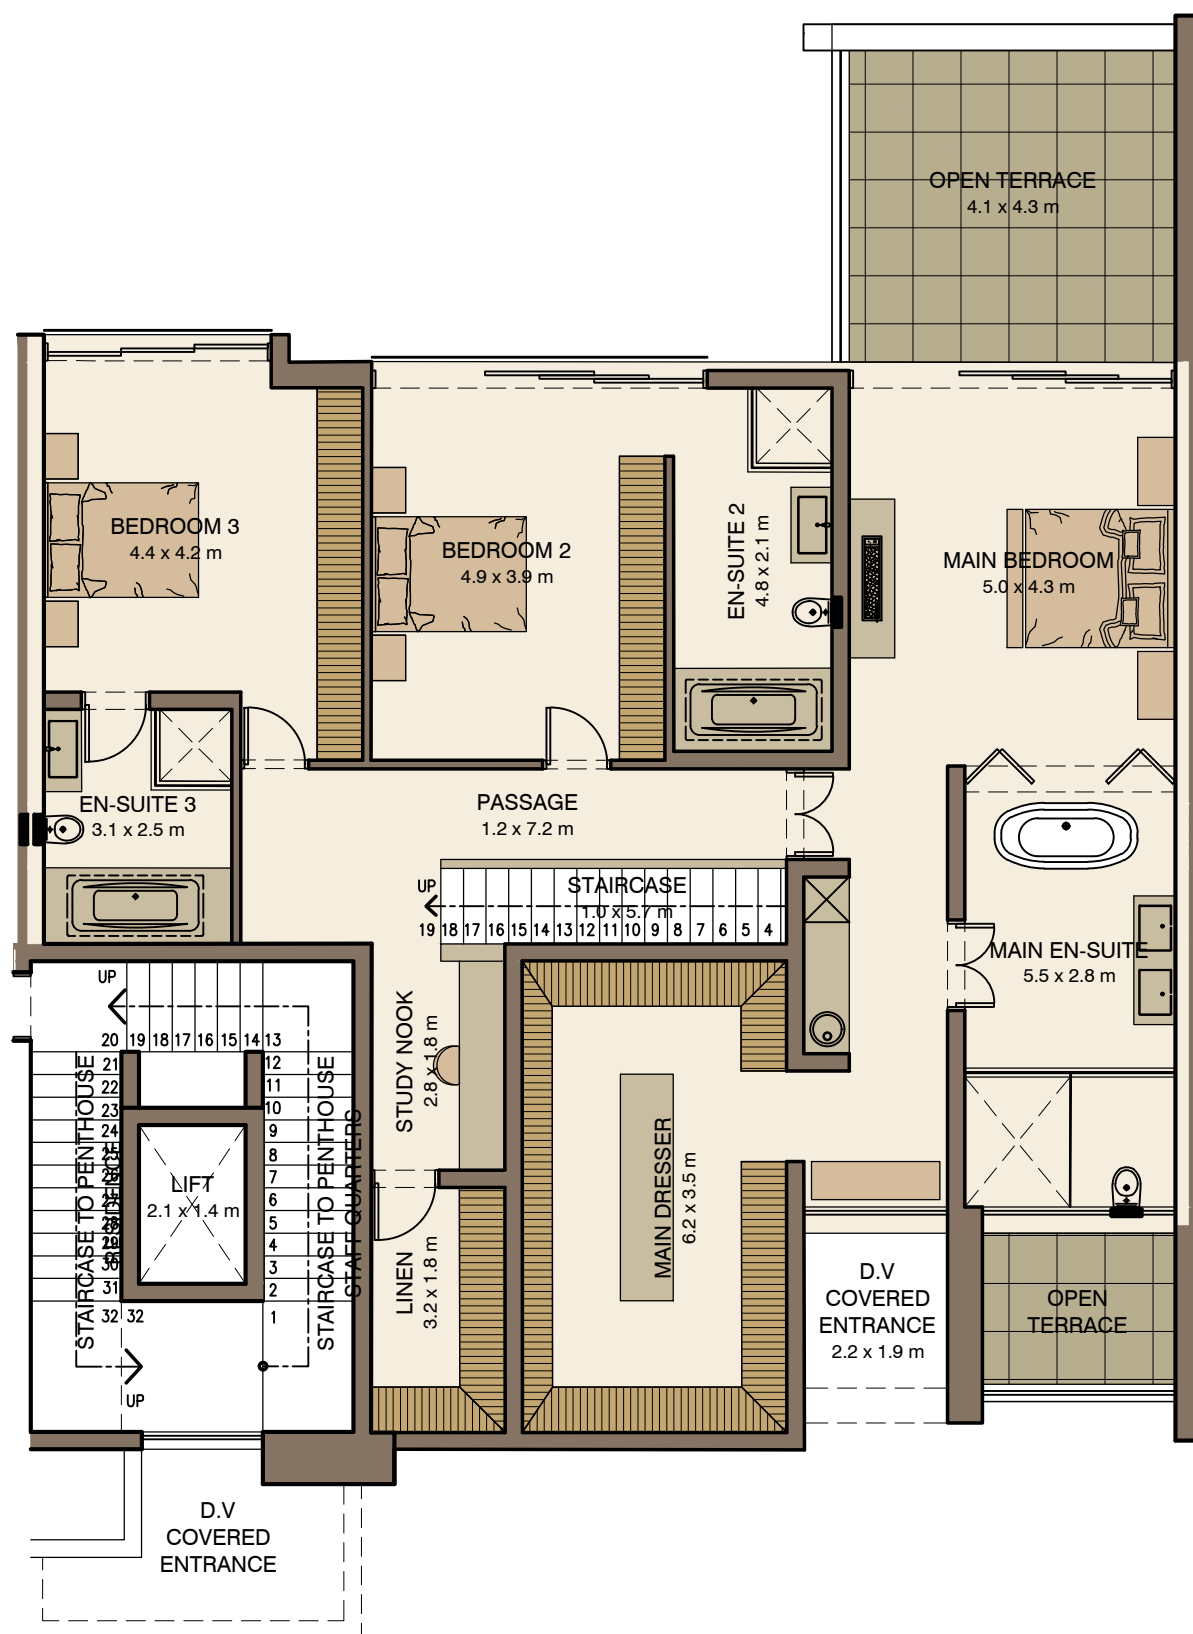 OPEN TERRACE
4.1 x 4.3 m
BEDROOM 3
4.4 x 4.2 m
BEDROOM 2
4.9 x 3.9 m
EN-SUITE 2
4.8 x 2.1 m
MAIN BEDROOM
5.0 x 4.3 m
EN-SUITE 3
3.1 x 2.5 m
PASSAGE
1.2 x 7.2 m
UP
STAIRCASE
1.0 x 5.7 m
19 18 17 16 15 14 13 12 11 10 9 8 7 6 5 4
MAIN EN-SUITE
5.5 x 2.8 m
UP
20 19 18 17 16 15 14 13
21
22
23
24
25
26
27
28
29
30
31
32 32
12
11
10
9
8
7
6
5
4
3
2
1
STAIRCASE TO PENTHOUSE
STAIRCASE TO PENTHOUSE
STAFF QUARTERS
LIFT
2.1 x 1.4 m
UP
STUDY NOOK
2.8 x 1.8 m
LINEN
3.2 x 1.8 m
MAIN DRESSER
6.2 x 3.5 m
D.V
COVERED
ENTRANCE
2.2 x 1.9 m
OPEN
TERRACE
D.V
COVERED
ENTRANCE